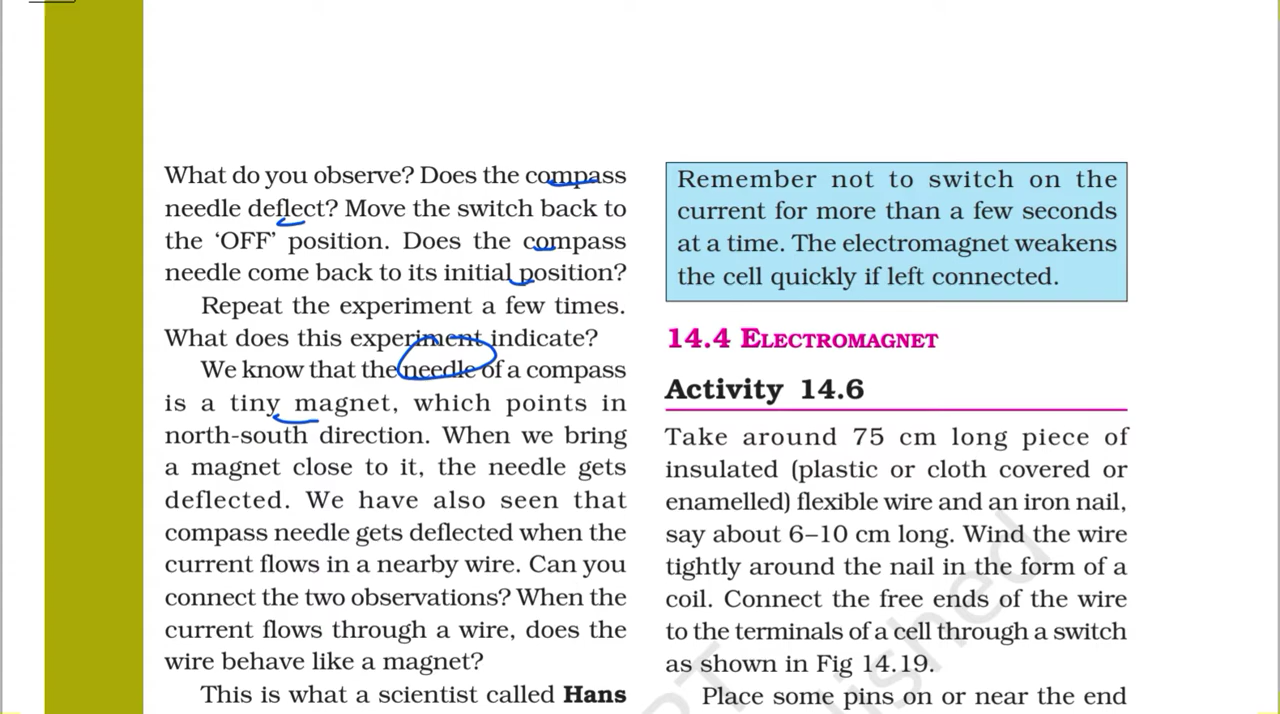 What do you observe? Does the compass
needle deflect? Move the switch back to
the ‘OFF’ position. Does the compass
needle come back to its initial position?
Repeat the experiment a few times.
What does this experiment indicate?
We know that the needle of a compass
is a tiny magnet, which points in
north-south direction. When we bring
a magnet close to it, the needle gets
deflected. We have also seen that
compass needle gets deflected when the
current flows in a nearby wire. Can you
connect the two observations? When the
current flows through a wire, does the
wire behave like a magnet?
This is what a scientist called Hans
Remember not to switch on the
current for more than a few seconds
at a time. The electromagnet weakens
the cell quickly if left connected.
14.4 ELECTROMAGNET
Activity 14.6
Take around 75 cm long piece of
insulated (plastic or cloth covered or
enamelled) flexible wire and an iron nail,
say about 6–10 cm long. Wind the wire
tightly around the nail in the form of a
coil. Connect the free ends of the wire
to the terminals of a cell through a switch
as shown in Fig 14.19.
Place some pins on or near the end